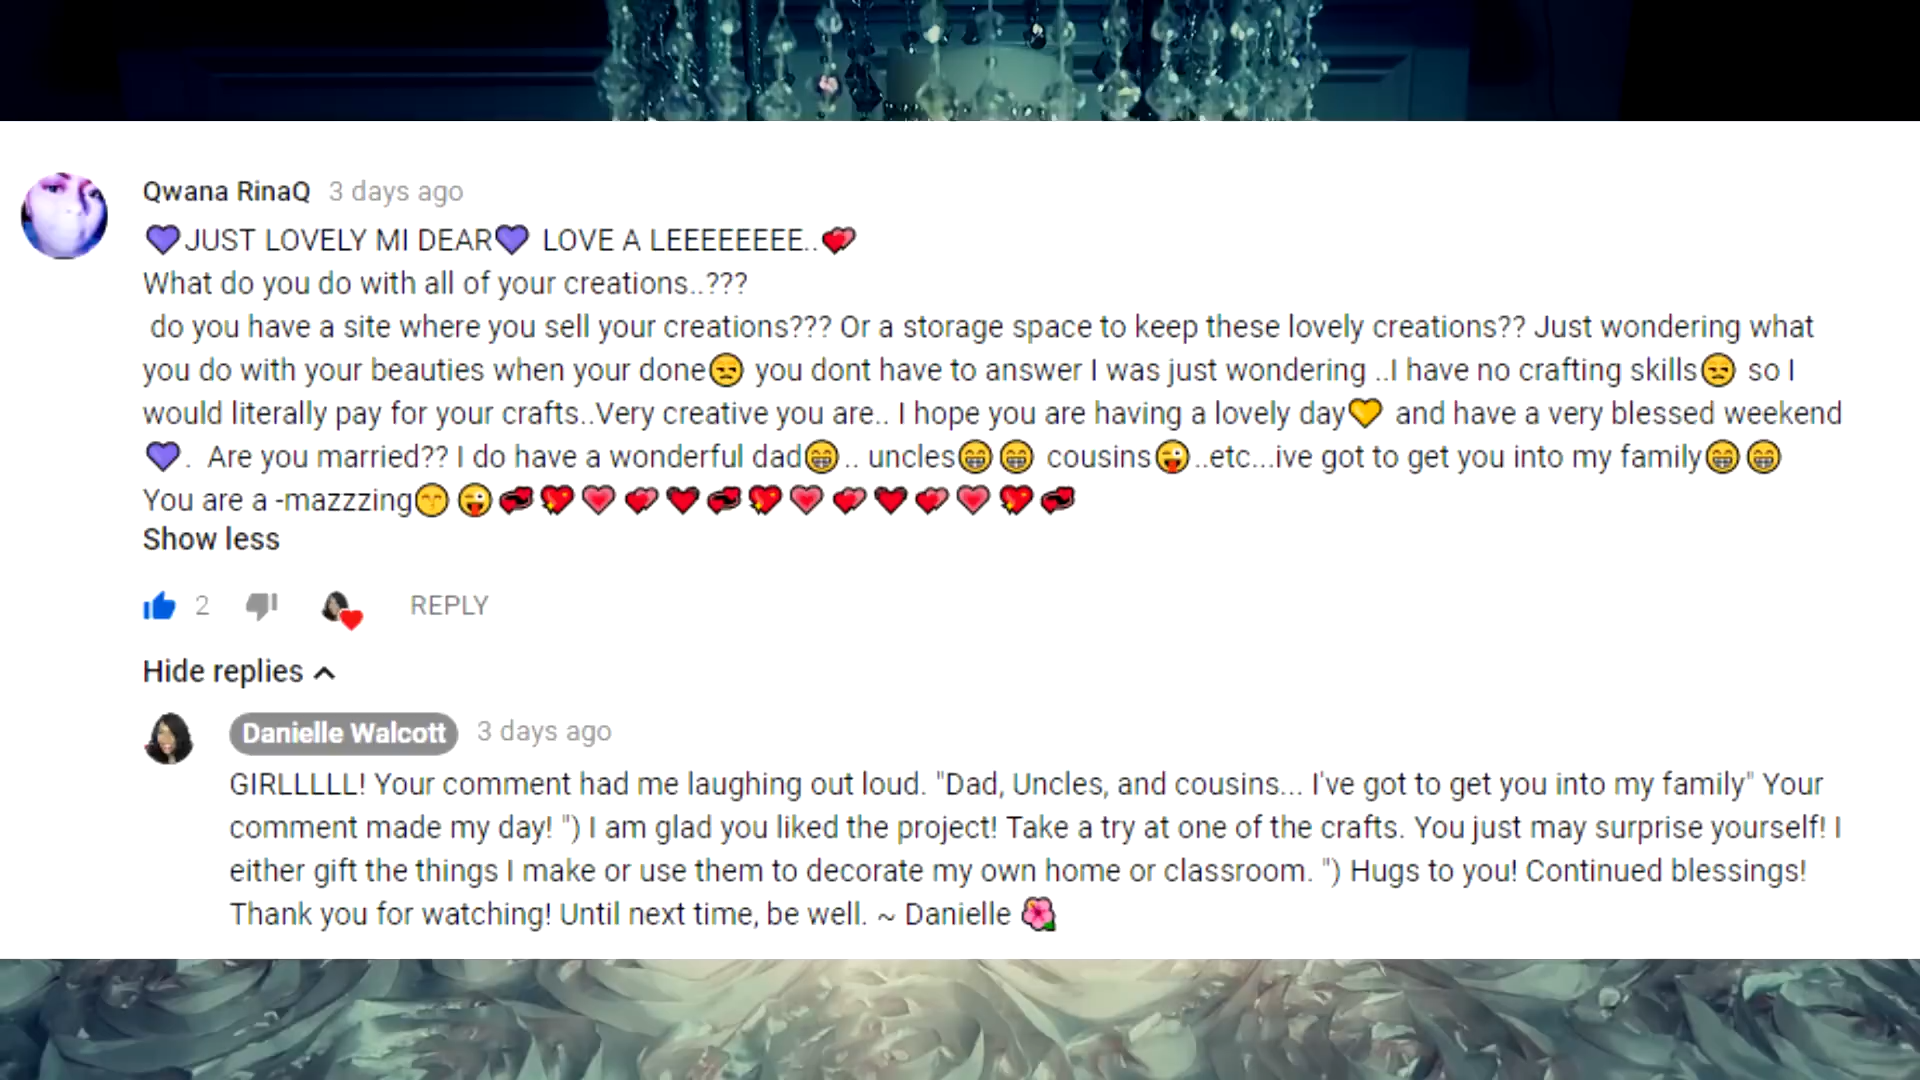 Qwana RinaQ 3 days ago
💜JUST LOVELY MI DEAR💜 LOVE A LEEEEEEEE..💕
What do you do with all of your creations..???
do you have a site where you sell your creations??? Or a storage space to keep these lovely creations?? Just wondering what
you do with your beauties when your done😒 you dont have to answer I was just wondering ..I have no crafting skills😒 so I
would literally pay for your crafts..Very creative you are.. I hope you are having a lovely day💛 and have a very blessed weekend
💜. Are you married?? I do have a wonderful dad😁.. uncles😁😁 cousins😜..etc...ive got to get you into my family😁😁
You are a -mazzzing😙😜💞💖💗💕❤💞💖💗💕❤💕💗💖💞
Show less
2 REPLY
Hide replies
Danielle Walcott 3 days ago
GIRLLLLL! Your comment had me laughing out loud. "Dad, Uncles, and cousins... I've got to get you into my family" Your
comment made my day! ") I am glad you liked the project! Take a try at one of the crafts. You just may surprise yourself! I
either gift the things I make or use them to decorate my own home or classroom. ") Hugs to you! Continued blessings!
Thank you for watching! Until next time, be well. ~ Danielle 🌺